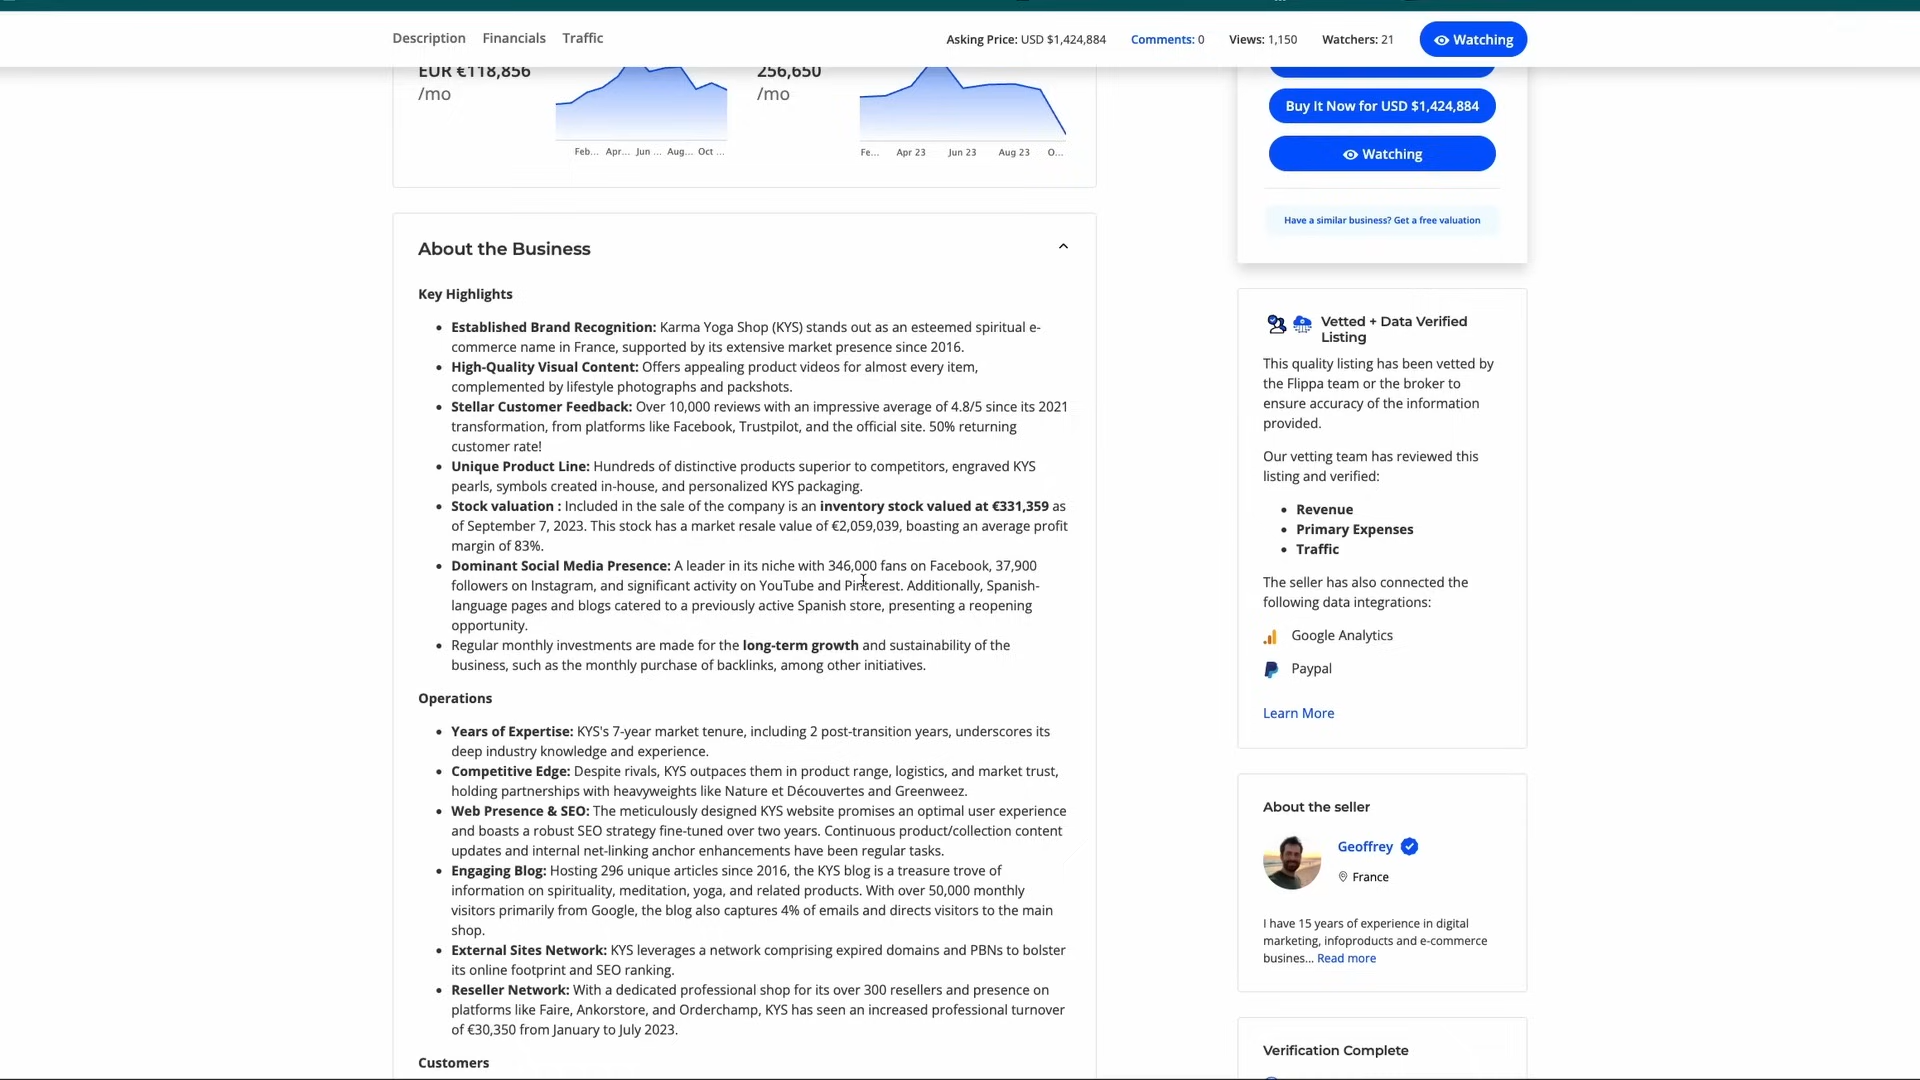 Description Financials Traffic
Asking Price: USD $1,424,884 Comments: 0 Views: 1,150 Watchers: 21 Watching
EUR €118,856
/mo
Feb... Apr... Jun ... Aug... Oct ...
256,650
/mo
Fe... Apr 23 Jun 23 Aug 23 O...
Buy It Now for USD $1,424,884
Watching
Have a similar business? Get a free valuation
About the Business
Key Highlights
• Established Brand Recognition: Karma Yoga Shop (KYS) stands out as an esteemed spiritual e-
commerce name in France, supported by its extensive market presence since 2016.
• High-Quality Visual Content: Offers appealing product videos for almost every item,
complemented by lifestyle photographs and packshots.
• Stellar Customer Feedback: Over 10,000 reviews with an impressive average of 4.8/5 since its 2021
transformation, from platforms like Facebook, Trustpilot, and the official site. 50% returning
customer rate!
• Unique Product Line: Hundreds of distinctive products superior to competitors, engraved KYS
pearls, symbols created in-house, and personalized KYS packaging.
• Stock valuation : Included in the sale of the company is an inventory stock valued at €331,359 as
of September 7, 2023. This stock has a market resale value of €2,059,039, boasting an average profit
margin of 83%.
• Dominant Social Media Presence: A leader in its niche with 346,000 fans on Facebook, 37,900
followers on Instagram, and significant activity on YouTube and Pinterest. Additionally, Spanish-
language pages and blogs catered to a previously active Spanish store, presenting a reopening
opportunity.
• Regular monthly investments are made for the long-term growth and sustainability of the
business, such as the monthly purchase of backlinks, among other initiatives.
Operations
• Years of Expertise: KYS's 7-year market tenure, including 2 post-transition years, underscores its
deep industry knowledge and experience.
• Competitive Edge: Despite rivals, KYS outpaces them in product range, logistics, and market trust,
holding partnerships with heavyweights like Nature et Découvertes and Greenweez.
• Web Presence & SEO: The meticulously designed KYS website promises an optimal user experience
and boasts a robust SEO strategy fine-tuned over two years. Continuous product/collection content
updates and internal net-linking anchor enhancements have been regular tasks.
• Engaging Blog: Hosting 296 unique articles since 2016, the KYS blog is a treasure trove of
information on spirituality, meditation, yoga, and related products. With over 50,000 monthly
visitors primarily from Google, the blog also captures 4% of emails and directs visitors to the main
shop.
• External Sites Network: KYS leverages a network comprising expired domains and PBNs to bolster
its online footprint and SEO ranking.
• Reseller Network: With a dedicated professional shop for its over 300 resellers and presence on
platforms like Faire, Ankorstore, and Orderchamp, KYS has seen an increased professional turnover
of €30,350 from January to July 2023.
Customers
Vetted + Data Verified
Listing
This quality listing has been vetted by
the Flippa team or the broker to
ensure accuracy of the information
provided.
Our vetting team has reviewed this
listing and verified:
• Revenue
• Primary Expenses
• Traffic
The seller has also connected the
following data integrations:
Google Analytics
Paypal
Learn More
About the seller
Geoffrey
France
I have 15 years of experience in digital
marketing, infoproducts and e-commerce
busines... Read more
Verification Complete